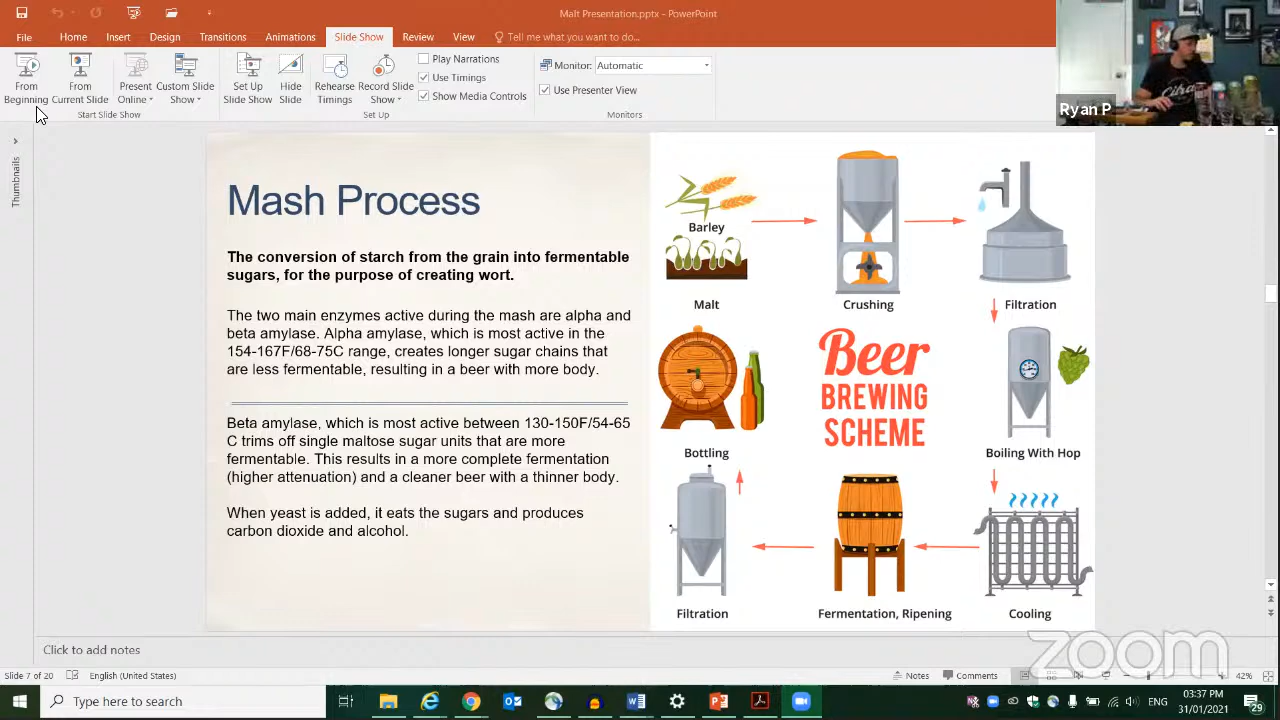 Malt Presentation.pptx - PowerPoint
File Home Insert Design Transitions Animations Slide Show Review View Tell me what you want to do...
From Beginning
From Current Slide
Present Online
Custom Slide Show
Start Slide Show
Set Up Slide Show
Hide Slide
Rehearse Timings
Record Slide Show
Play Narrations
Use Timings
Show Media Controls
Set Up
Monitor: Automatic
Use Presenter View
Monitors
Ryan P
Thumbnails
Mash Process
The conversion of starch from the grain into fermentable
sugars, for the purpose of creating wort.
The two main enzymes active during the mash are alpha and
beta amylase. Alpha amylase, which is most active in the
154-167F/68-75C range, creates longer sugar chains that
are less fermentable, resulting in a beer with more body.
Beta amylase, which is most active between 130-150F/54-65
C trims off single maltose sugar units that are more
fermentable. This results in a more complete fermentation
(higher attenuation) and a cleaner beer with a thinner body.
When yeast is added, it eats the sugars and produces
carbon dioxide and alcohol.
Barley
Malt
Crushing
Filtration
Beer
BREWING
SCHEME
Bottling
Boiling With Hop
Filtration
Fermentation, Ripening
Cooling
Click to add notes
zoom
Slide 7 of 20 English (United States) Notes Comments 42%
Type here to search
ENG
03:37 PM
31/01/2021
29